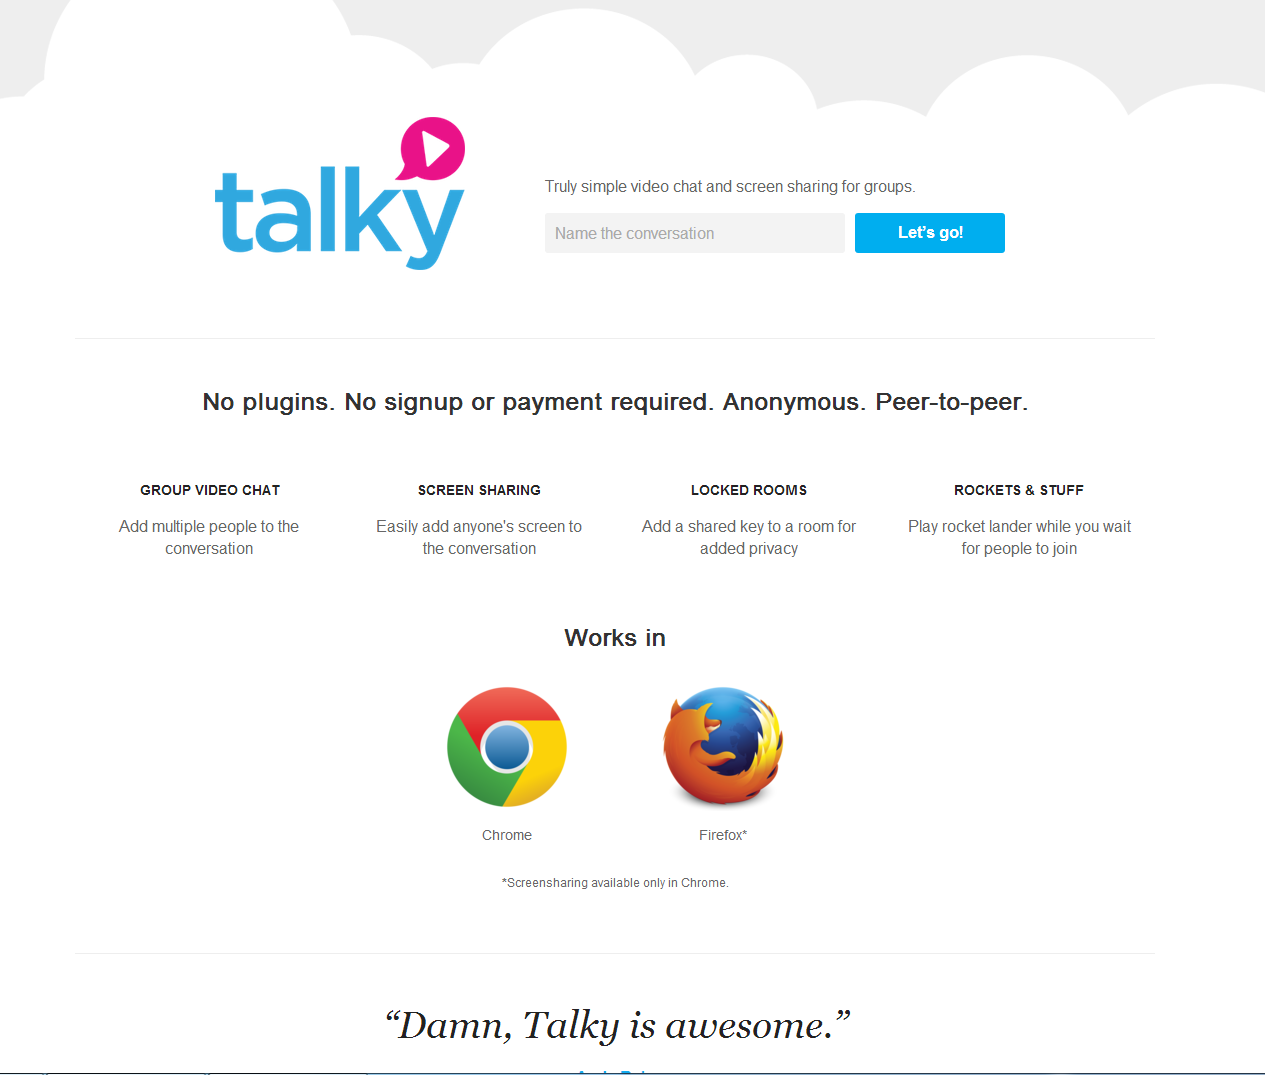 talky
Truly simple video chat and screen sharing for groups.
Name the conversation
Let's go!
No plugins. No signup or payment required. Anonymous. Peer-to-peer.
GROUP VIDEO CHAT
Add multiple people to the
conversation
SCREEN SHARING
Easily add anyone's screen to
the conversation
LOCKED ROOMS
Add a shared key to a room for
added privacy
ROCKETS & STUFF
Play rocket lander while you wait
for people to join
Works in
Chrome
Firefox*
*Screensharing available only in Chrome.
“Damn, Talky is awesome.”